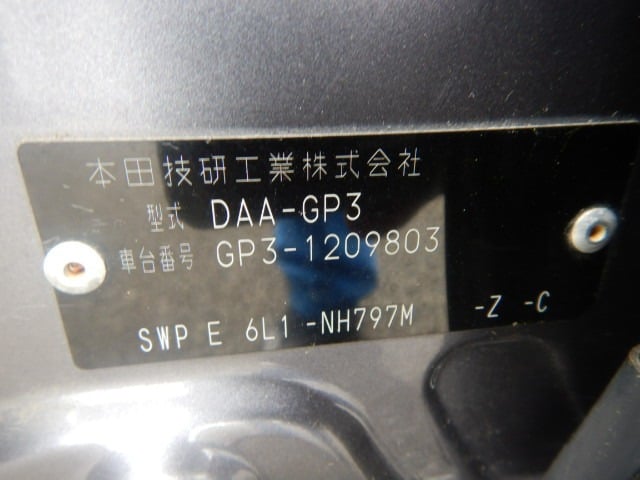 本田技研工業株式会社
型式 DAA-GP3
車台番号 GP3-1209803
SWP E 6L1 -NH797M -Z -C